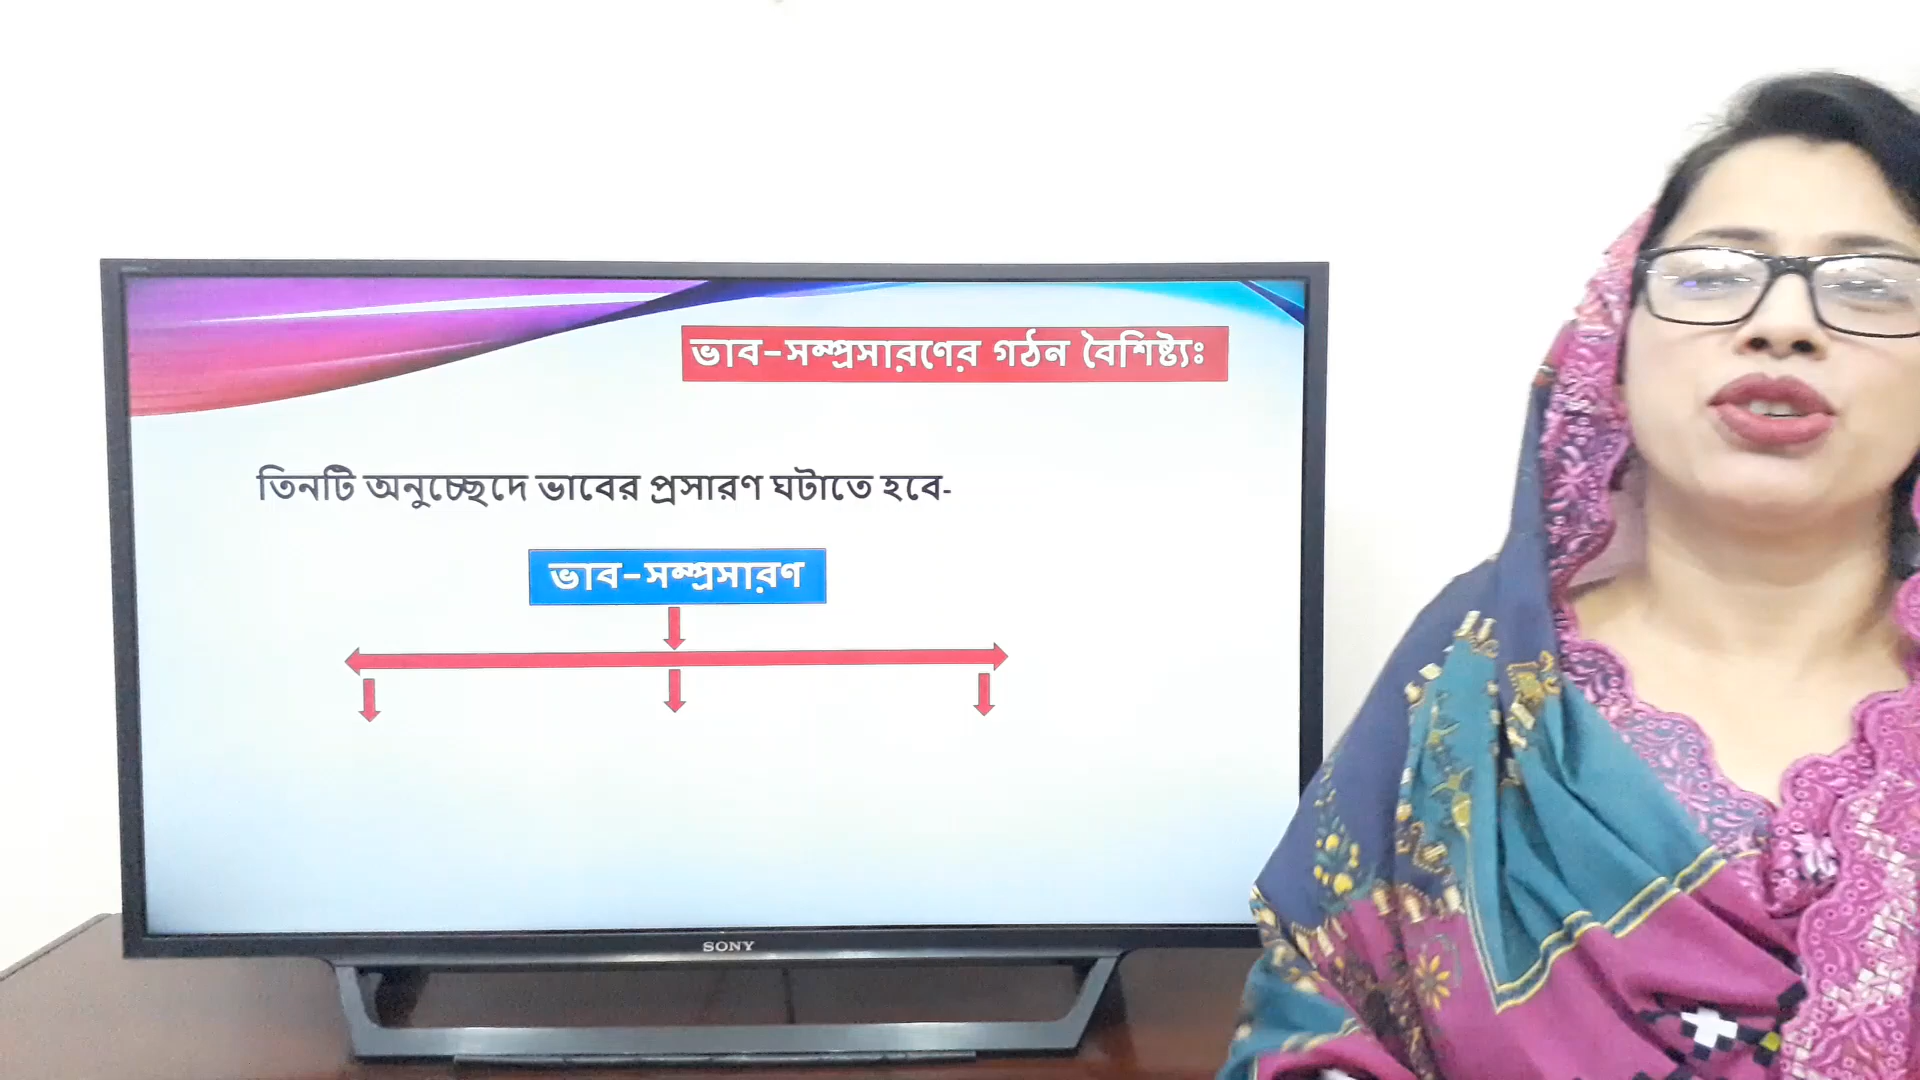 ভাব-সম্প্রসারণের গঠন বৈশিষ্ট্যঃ
তিনটি অনুচ্ছেদে ভাবের প্রসারণ ঘটাতে হবে-
ভাব-সম্প্রসারণ
SONY